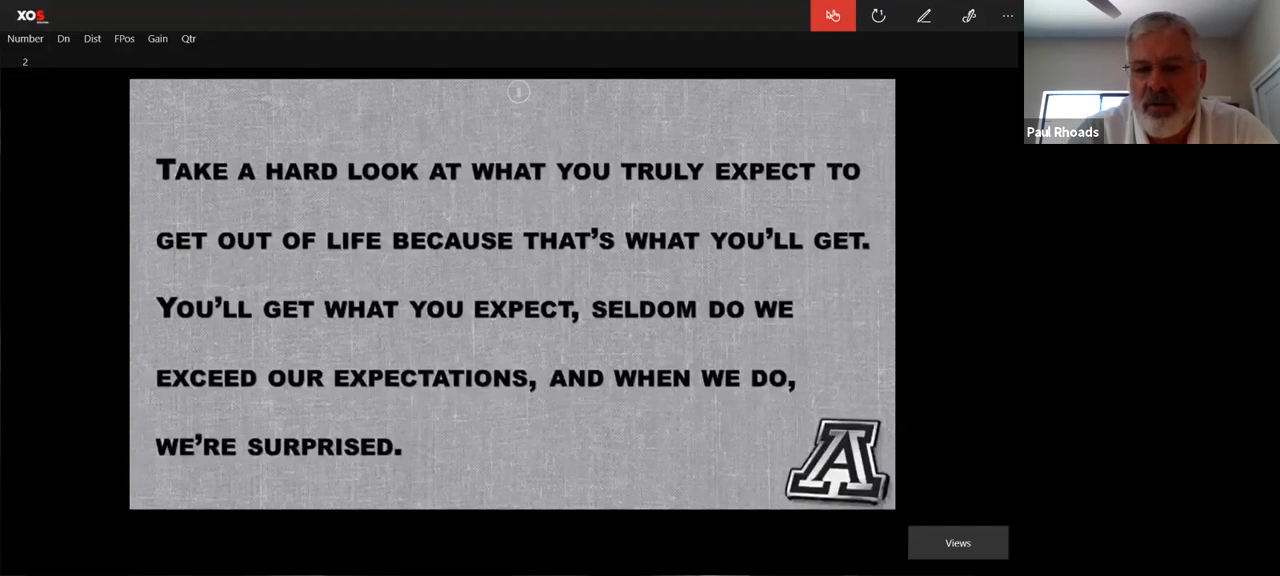 XOS
Number Dn Dist FPos Gain Qtr
2
TAKE A HARD LOOK AT WHAT YOU TRULY EXPECT TO
GET OUT OF LIFE BECAUSE THAT'S WHAT YOU'LL GET.
YOU'LL GET WHAT YOU EXPECT, SELDOM DO WE
EXCEED OUR EXPECTATIONS, AND WHEN WE DO,
WE'RE SURPRISED.
A
Views
Paul Rhoads